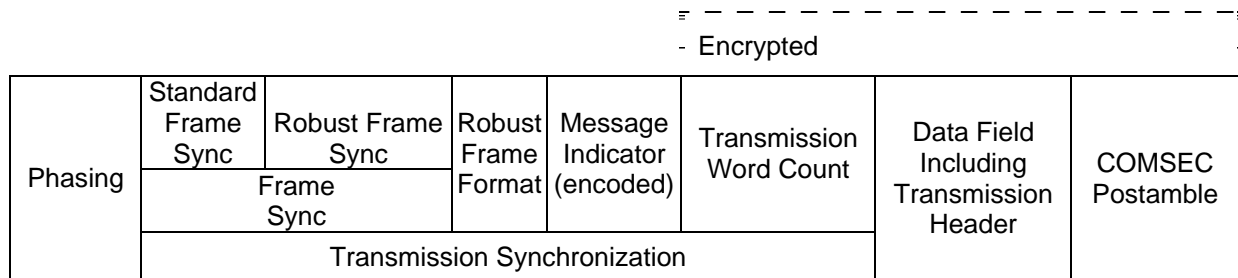 Encrypted
Phasing
Standard
Frame
Sync
Robust Frame
Sync
Frame
Sync
Robust
Frame
Format
Message
Indicator
(encoded)
Transmission
Word Count
Transmission Synchronization
Data Field
Including
Transmission
Header
COMSEC
Postamble